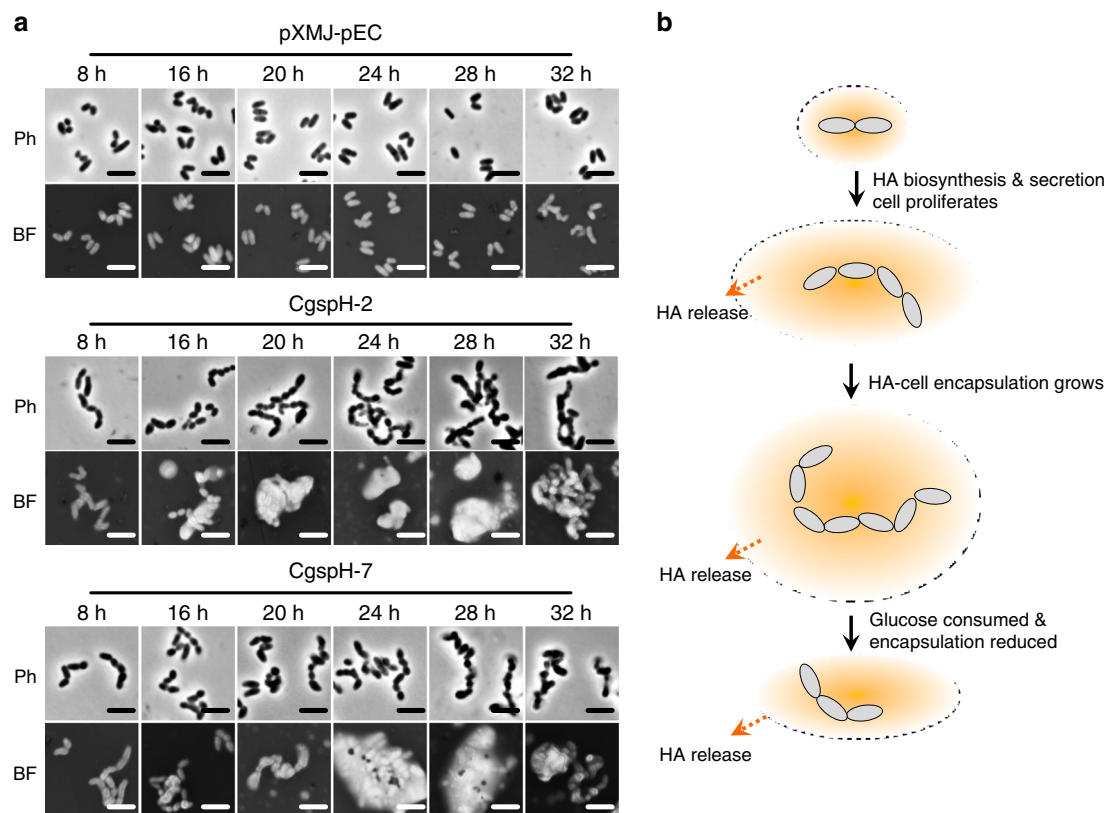 a
pXMJ-pEC
8 h 16 h 20 h 24 h 28 h 32 h
Ph
BF
CgspH-2
8 h 16 h 20 h 24 h 28 h 32 h
Ph
BF
CgspH-7
8 h 16 h 20 h 24 h 28 h 32 h
Ph
BF
b
HA biosynthesis & secretion
cell proliferates
HA release
HA-cell encapsulation grows
HA release
Glucose consumed &
encapsulation reduced
HA release